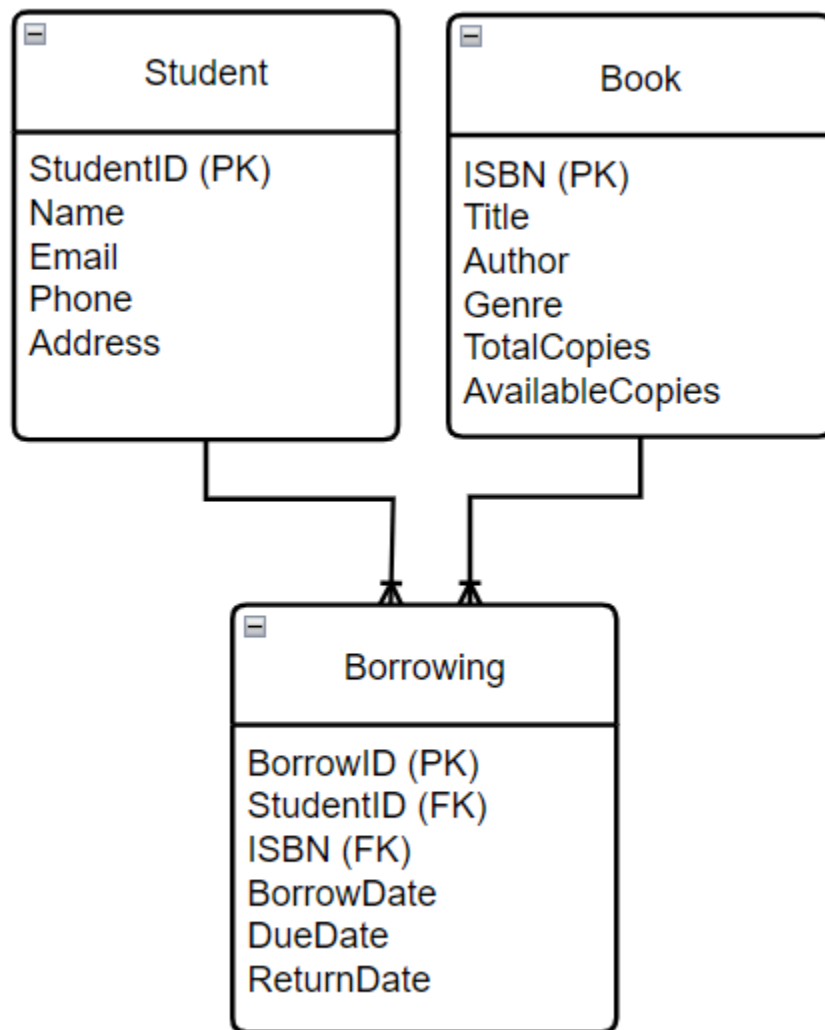 Student
StudentID (PK)
Name
Email
Phone
Address
Book
ISBN (PK)
Title
Author
Genre
TotalCopies
AvailableCopies
Borrowing
BorrowID (PK)
StudentID (FK)
ISBN (FK)
BorrowDate
DueDate
ReturnDate